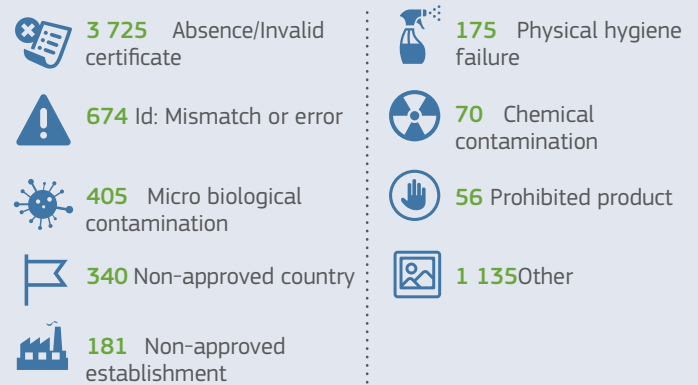 3 725 Absence/Invalid
certificate
674 Id: Mismatch or error
405 Micro biological
contamination
340 Non-approved country
181 Non-approved
establishment
175 Physical hygiene
failure
70 Chemical
contamination
56 Prohibited product
1 135Other